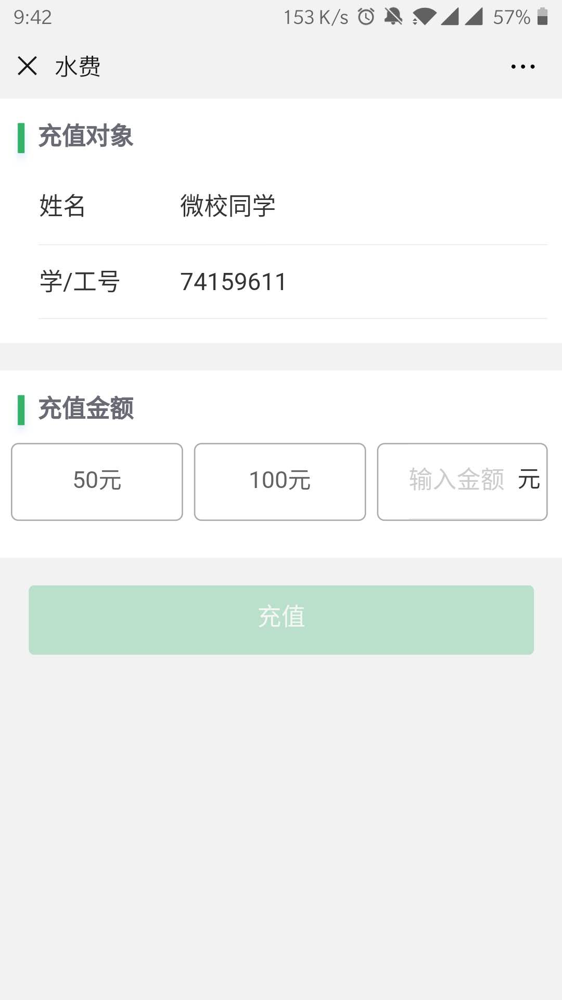 9:42 153 K/s 57%
水费
充值对象
姓名 微校同学
学/工号 74159611
充值金额
50元 100元 输入金额 元
充值